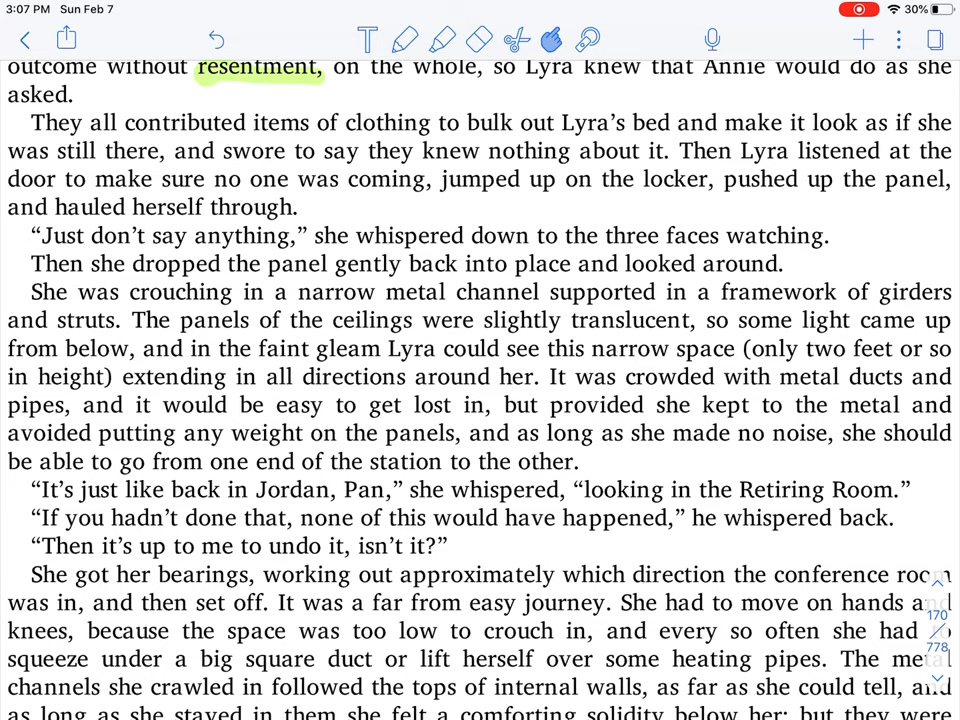 3:07 PM Sun Feb 7
30%
T
outcome without resentment, on the whole, so Lyra knew that Annie would do as she
asked.
They all contributed items of clothing to bulk out Lyra’s bed and make it look as if she
was still there, and swore to say they knew nothing about it. Then Lyra listened at the
door to make sure no one was coming, jumped up on the locker, pushed up the panel,
and hauled herself through.
“Just don’t say anything,” she whispered down to the three faces watching.
Then she dropped the panel gently back into place and looked around.
She was crouching in a narrow metal channel supported in a framework of girders
and struts. The panels of the ceilings were slightly translucent, so some light came up
from below, and in the faint gleam Lyra could see this narrow space (only two feet or so
in height) extending in all directions around her. It was crowded with metal ducts and
pipes, and it would be easy to get lost in, but provided she kept to the metal and
avoided putting any weight on the panels, and as long as she made no noise, she should
be able to go from one end of the station to the other.
“It’s just like back in Jordan, Pan,” she whispered, “looking in the Retiring Room.”
“If you hadn’t done that, none of this would have happened,” he whispered back.
“Then it’s up to me to undo it, isn’t it?”
She got her bearings, working out approximately which direction the conference room
was in, and then set off. It was a far from easy journey. She had to move on hands and
knees, because the space was too low to crouch in, and every so often she had to
squeeze under a big square duct or lift herself over some heating pipes. The metal
channels she crawled in followed the tops of internal walls, as far as she could tell, and
as long as she stayed in them she felt a comforting solidity below her; but they were
170
/
778